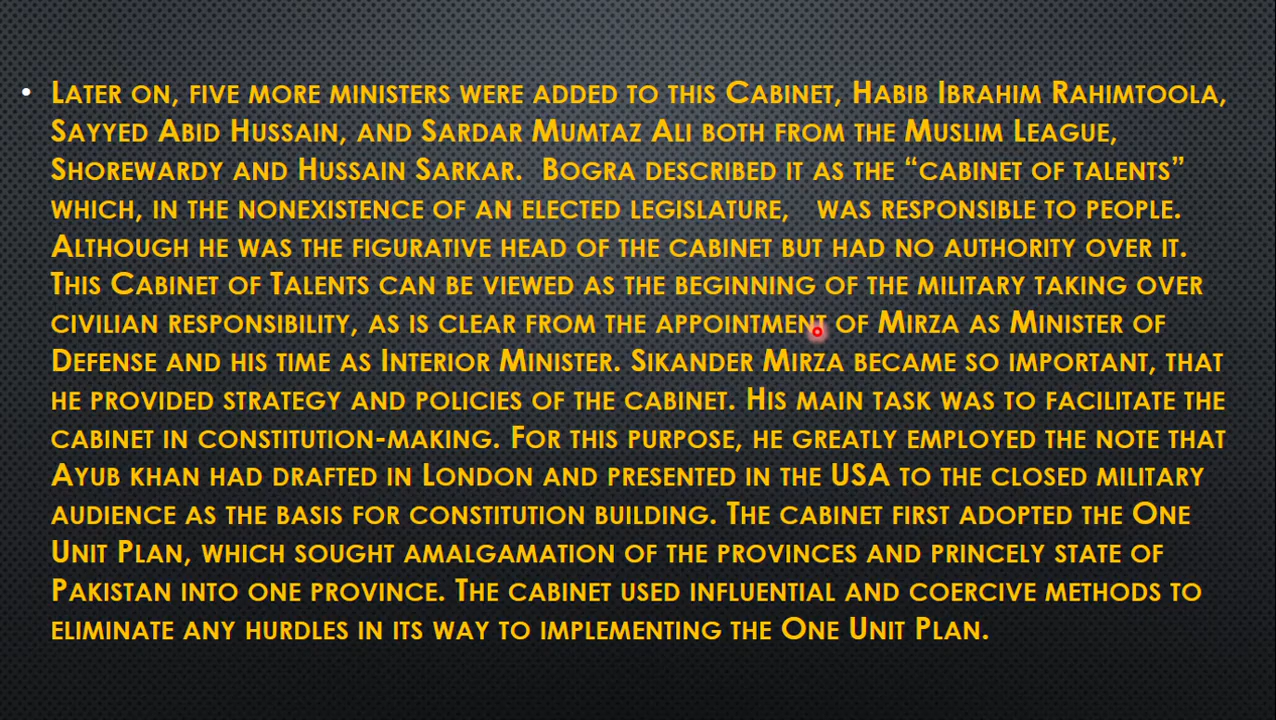 • Later on, five more ministers were added to this Cabinet, Habib Ibrahim Rahimtoola,
Sayyed Abid Hussain, and Sardar Mumtaz Ali both from the Muslim League,
Shorewardy and Hussain Sarkar. Bogra described it as the “cabinet of talents”
which, in the nonexistence of an elected legislature, was responsible to people.
Although he was the figurative head of the cabinet but had no authority over it.
This Cabinet of Talents can be viewed as the beginning of the military taking over
civilian responsibility, as is clear from the appointment of Mirza as Minister of
Defense and his time as Interior Minister. Sikander Mirza became so important, that
he provided strategy and policies of the cabinet. His main task was to facilitate the
cabinet in constitution-making. For this purpose, he greatly employed the note that
Ayub khan had drafted in London and presented in the USA to the closed military
audience as the basis for constitution building. The cabinet first adopted the One
Unit Plan, which sought amalgamation of the provinces and princely state of
Pakistan into one province. The cabinet used influential and coercive methods to
eliminate any hurdles in its way to implementing the One Unit Plan.